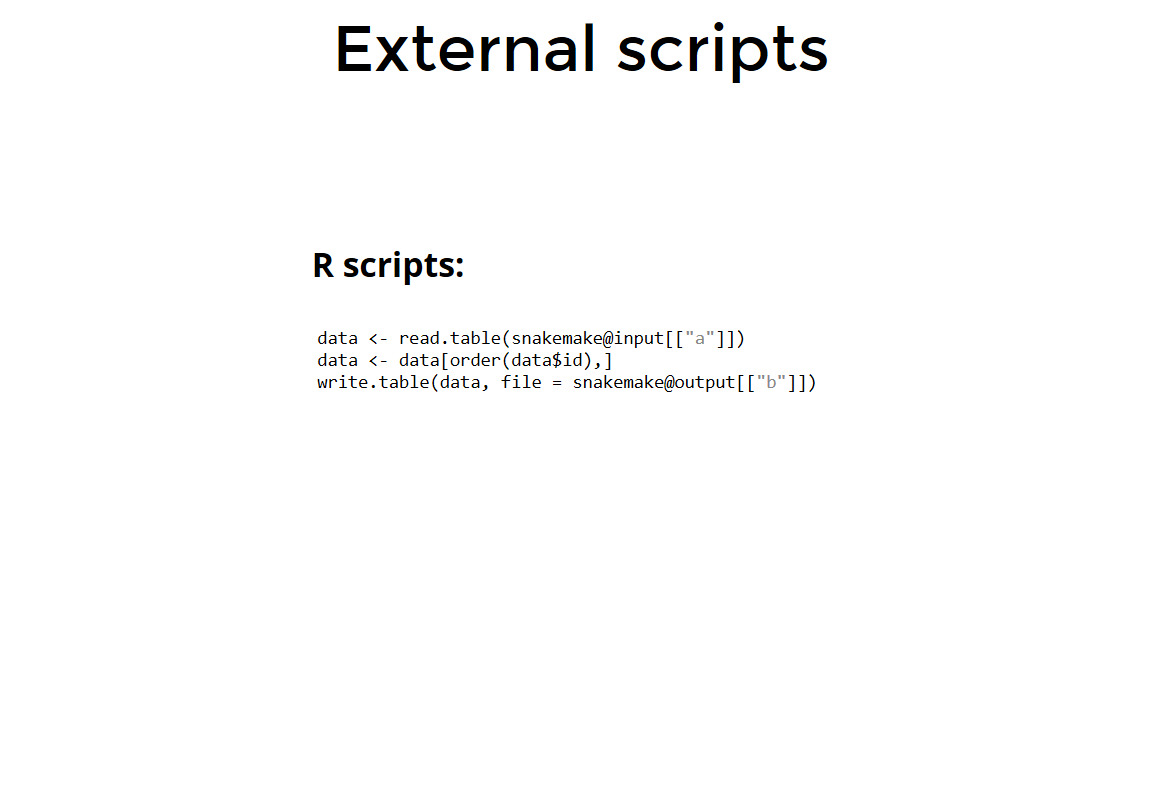 External scripts
R scripts:
data <- read.table(snakemake@input[["a"]])
data <- data[order(data$id),]
write.table(data, file = snakemake@output[["b"]])